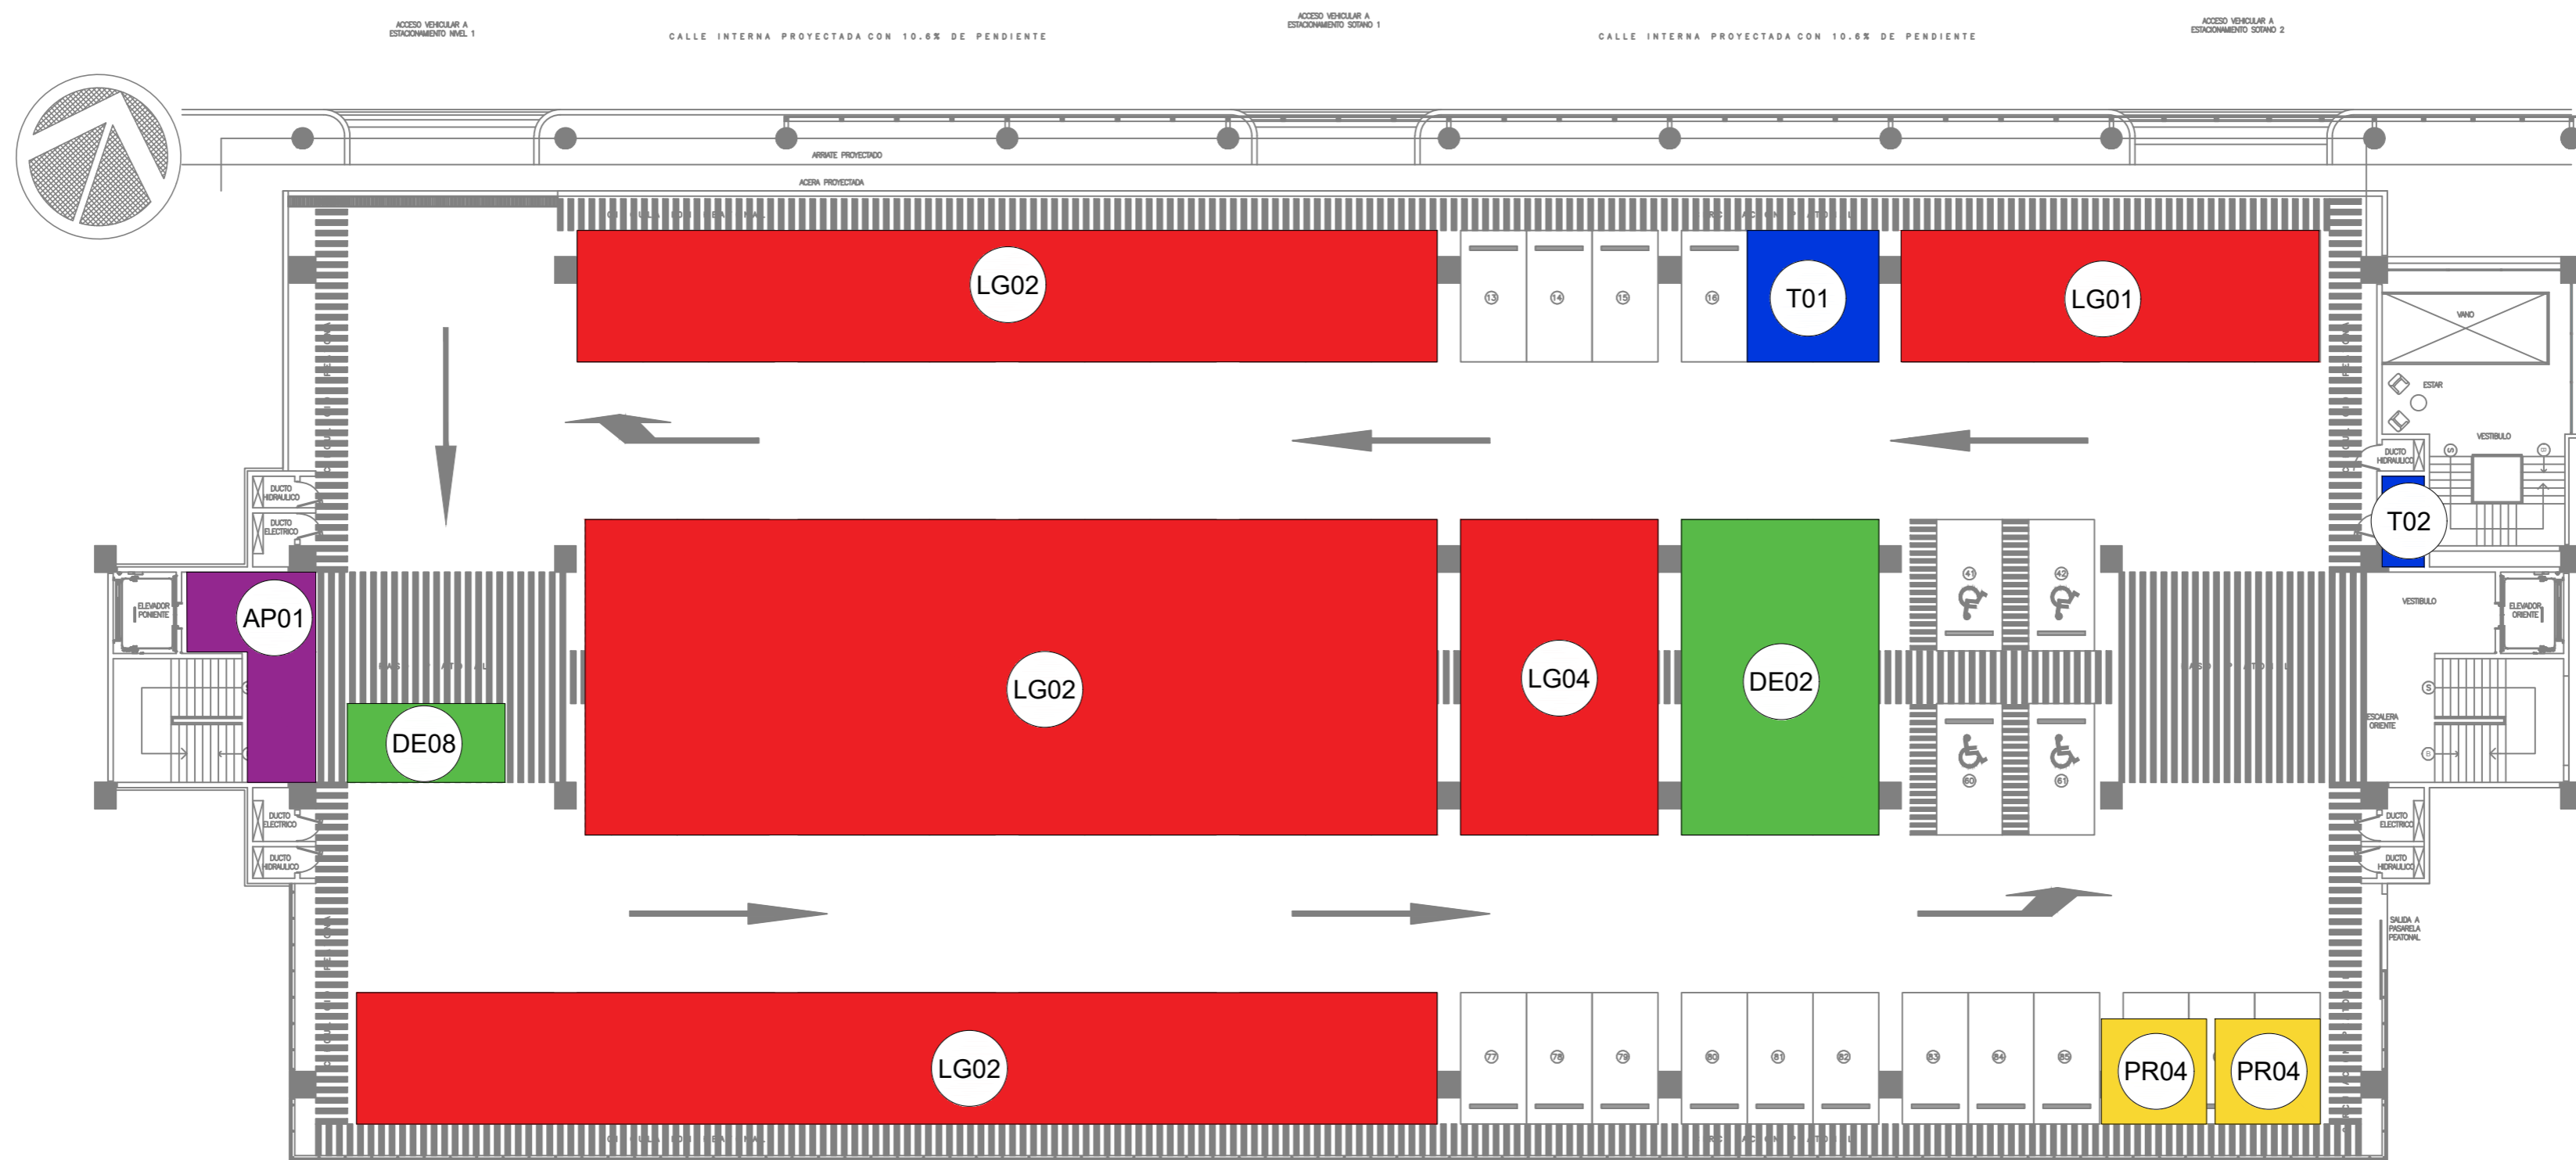 ACCESO VEHICULAR A
ESTACIONAMIENTO NIVEL 1
CALLE INTERNA PROYECTADA CON 10.6% DE PENDIENTE
ACCESO VEHICULAR A
ESTACIONAMIENTO SOTANO 1
CALLE INTERNA PROYECTADA CON 10.6% DE PENDIENTE
ACCESO VEHICULAR A
ESTACIONAMIENTO SOTANO 2
ARRIATE PROYECTADO
ACERA PROYECTADA
LG02
13
14
15
16
T01
LG01
VANO
ESTAR
VESTIBULO
DUCTO
HIDRAULICO
S
B
T02
DUCTO
HIDRAULICO
DUCTO
ELECTRICO
ELEVADOR
PONIENTE
AP01
DE08
LG02
LG04
DE02
41
42
60
61
VESTIBULO
ELEVADOR
ORIENTE
S
ESCALERA
ORIENTE
B
DUCTO
ELECTRICO
DUCTO
HIDRAULICO
DUCTO
ELECTRICO
DUCTO
HIDRAULICO
SALIDA A
PASARELA
PEATONAL
LG02
77
78
79
80
81
82
83
84
85
PR04
PR04